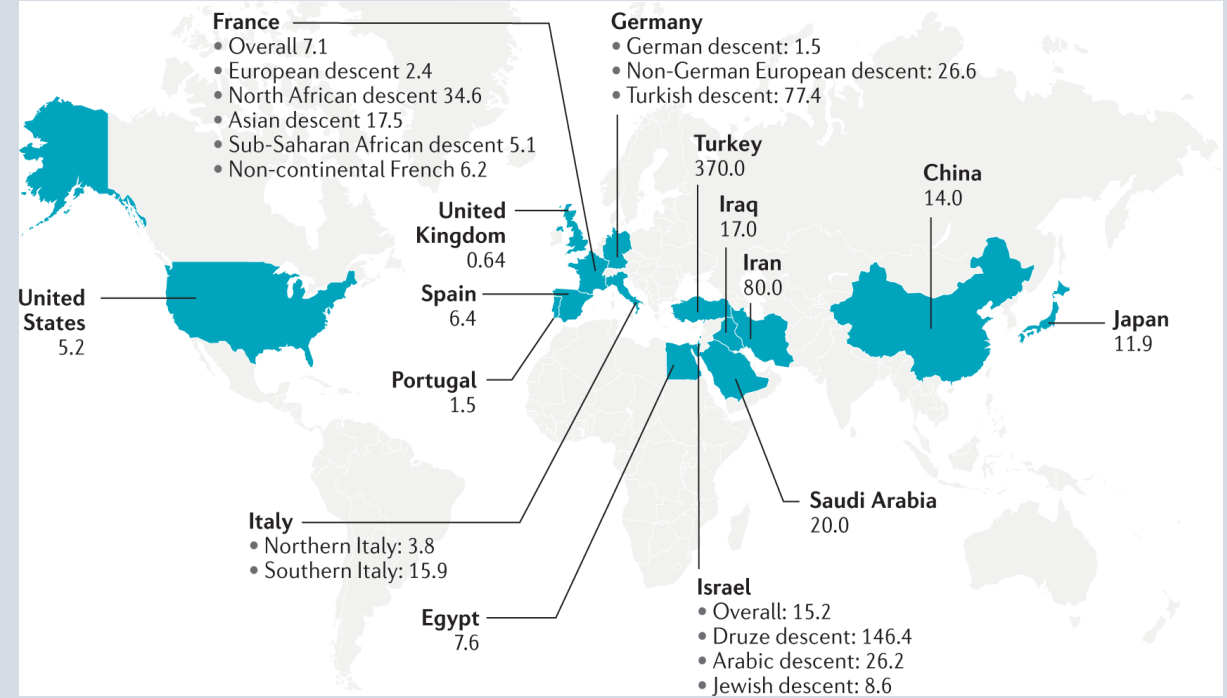 France
• Overall 7.1
• European descent 2.4
• North African descent 34.6
• Asian descent 17.5
• Sub-Saharan African descent 5.1
• Non-continental French 6.2
Germany
• German descent: 1.5
• Non-German European descent: 26.6
• Turkish descent: 77.4
Turkey
370.0
Iraq
17.0
Iran
80.0
China
14.0
United
Kingdom
0.64
Spain
6.4
Portugal
1.5
United
States
5.2
Japan
11.9
Saudi Arabia
20.0
Italy
• Northern Italy: 3.8
• Southern Italy: 15.9
Egypt
7.6
Israel
• Overall: 15.2
• Druze descent: 146.4
• Arabic descent: 26.2
• Jewish descent: 8.6